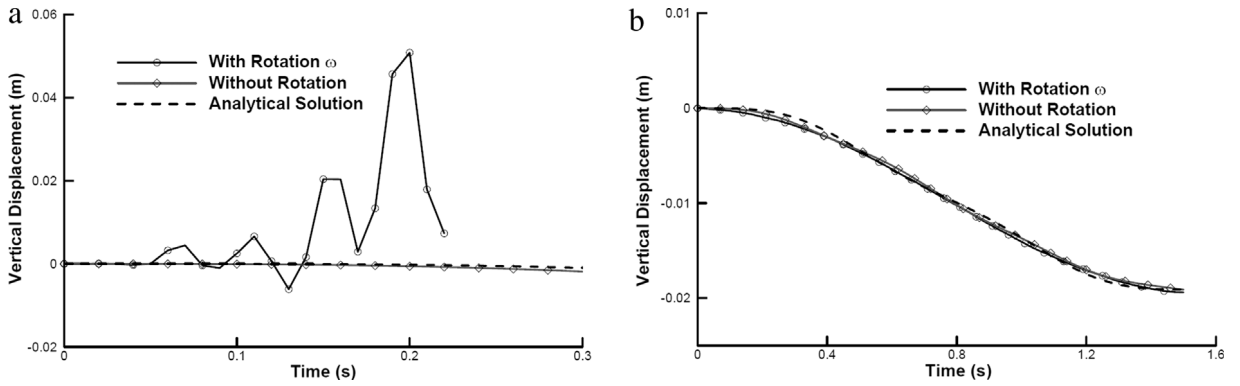 a
0.06
0.04
0.02
0
-0.02
Vertical Displacement (m)
With Rotation ω
Without Rotation
Analytical Solution
0
0.1
0.2
0.3
Time (s)
b
0.01
0
-0.01
-0.02
Vertical Displacement (m)
With Rotation ω
Without Rotation
Analytical Solution
0
0.4
0.8
1.2
1.6
Time (s)